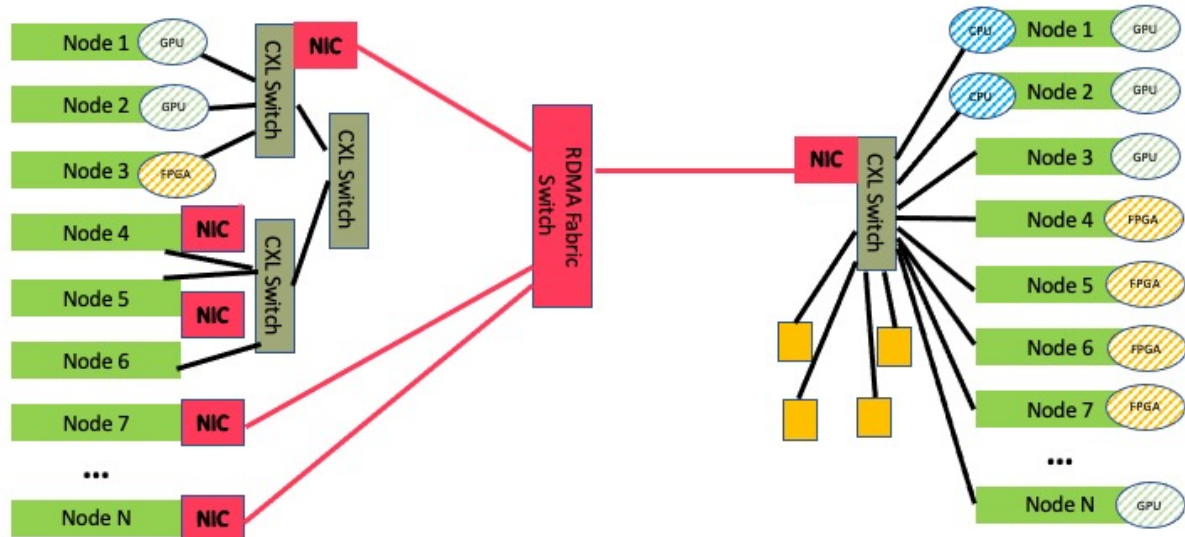 Node 1
GPU
Node 2
GPU
Node 3
FPGA
Node 4
NIC
Node 5
NIC
Node 6
Node 7
NIC
...
Node N
NIC
CXL Switch
NIC
CXL Switch
CXL Switch
RDMA Fabric
Switch
NIC
CXL Switch
CPU
Node 1
GPU
CPU
Node 2
GPU
Node 3
GPU
Node 4
FPGA
Node 5
FPGA
Node 6
FPGA
Node 7
FPGA
...
Node N
GPU